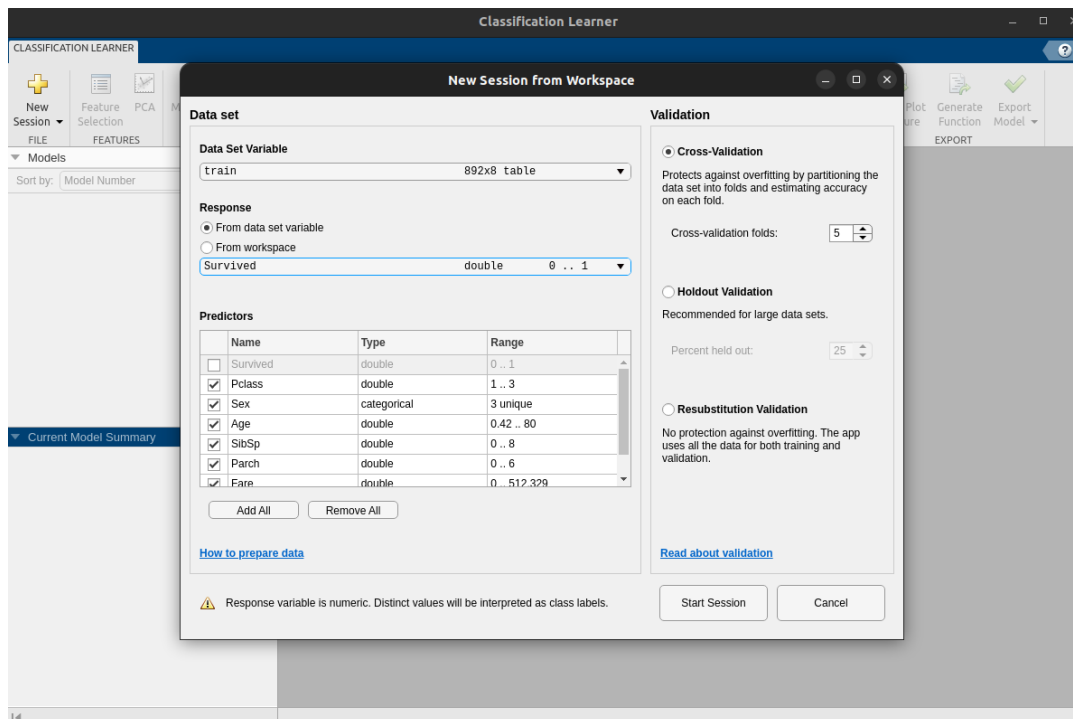 Classification Learner
CLASSIFICATION LEARNER
New Session from Workspace
New
Session
Feature
Selection
PCA
M
Plot
ure
Generate
Function
Export
Model
FILE
FEATURES
EXPORT
Models
Sort by: Model Number
Current Model Summary
Data set
Data Set Variable
train 892x8 table
Response
From data set variable
From workspace
Survived double 0 .. 1
Predictors
Name Type Range
Survived double 0 .. 1
Pclass double 1 .. 3
Sex categorical 3 unique
Age double 0.42 .. 80
SibSp double 0 .. 8
Parch double 0 .. 6
Fare double 0 .. 512.329
Add All
Remove All
How to prepare data
Validation
Cross-Validation
Protects against overfitting by partitioning the
data set into folds and estimating accuracy
on each fold.
Cross-validation folds: 5
Holdout Validation
Recommended for large data sets.
Percent held out: 25
Resubstitution Validation
No protection against overfitting. The app
uses all the data for both training and
validation.
Read about validation
Response variable is numeric. Distinct values will be interpreted as class labels.
Start Session
Cancel